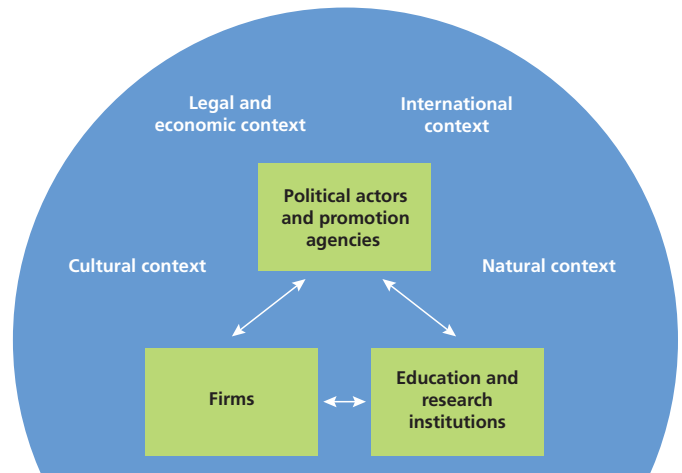 Legal and
economic context
International
context
Political actors
and promotion
agencies
Cultural context
Natural context
Firms
Education and
research
institutions